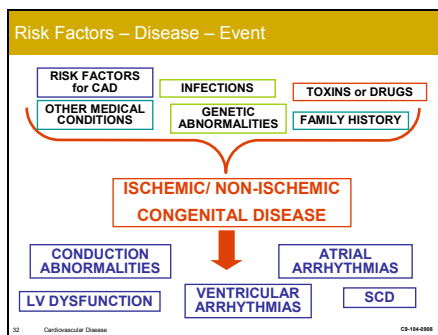 Risk Factors – Disease – Event
RISK FACTORS
for CAD
INFECTIONS
TOXINS or DRUGS
OTHER MEDICAL
CONDITIONS
GENETIC
ABNORMALITIES
FAMILY HISTORY
ISCHEMIC/ NON-ISCHEMIC
CONGENITAL DISEASE
CONDUCTION
ABNORMALITIES
ATRIAL
ARRHYTHMIAS
LV DYSFUNCTION
VENTRICULAR
ARRHYTHMIAS
SCD
32 Cardiovascular Disease C9-104-0908